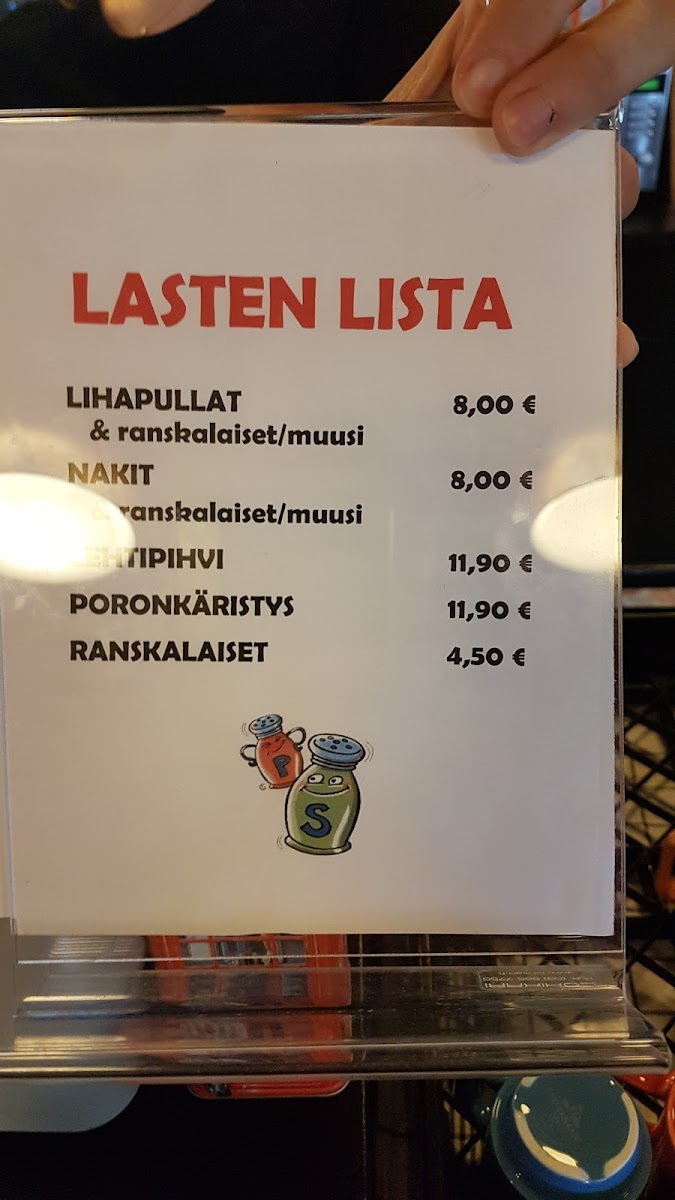 LASTEN LISTA
LIHAPULLAT 8,00 €
& ranskalaiset/muusi
NAKIT 8,00 €
& ranskalaiset/muusi
LEHTIPIHVI 11,90 €
PORONKÄRISTYS 11,90 €
RANSKALAISET 4,50 €
P
S